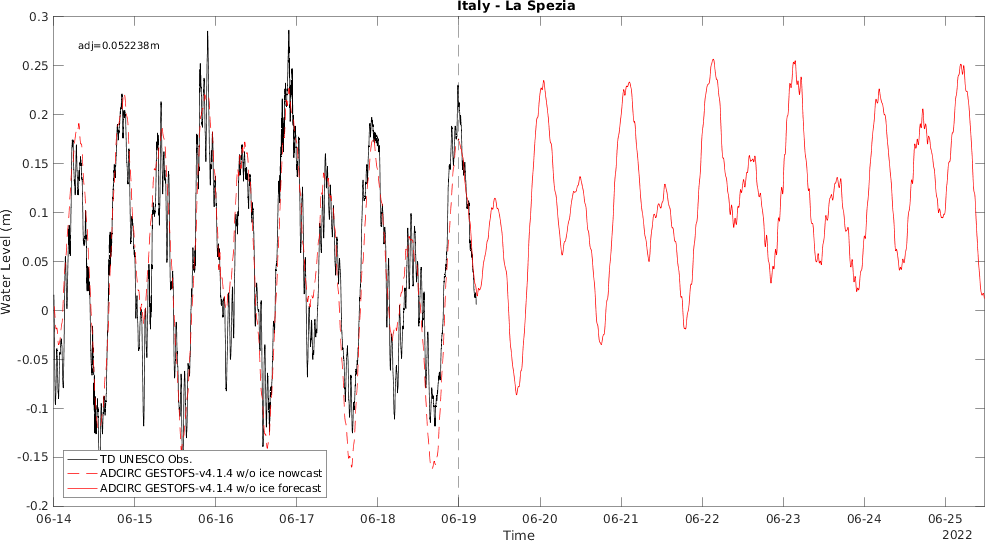 Italy - La Spezia
adj=0.052238m
Water Level (m)
0.3
0.25
0.2
0.15
0.1
0.05
0
-0.05
-0.1
-0.15
-0.2
TD UNESCO Obs.
ADCIRC GESTOFS-v4.1.4 w/o ice nowcast
ADCIRC GESTOFS-v4.1.4 w/o ice forecast
06-14 06-15 06-16 06-17 06-18 06-19 06-20 06-21 06-22 06-23 06-24 06-25
Time
2022